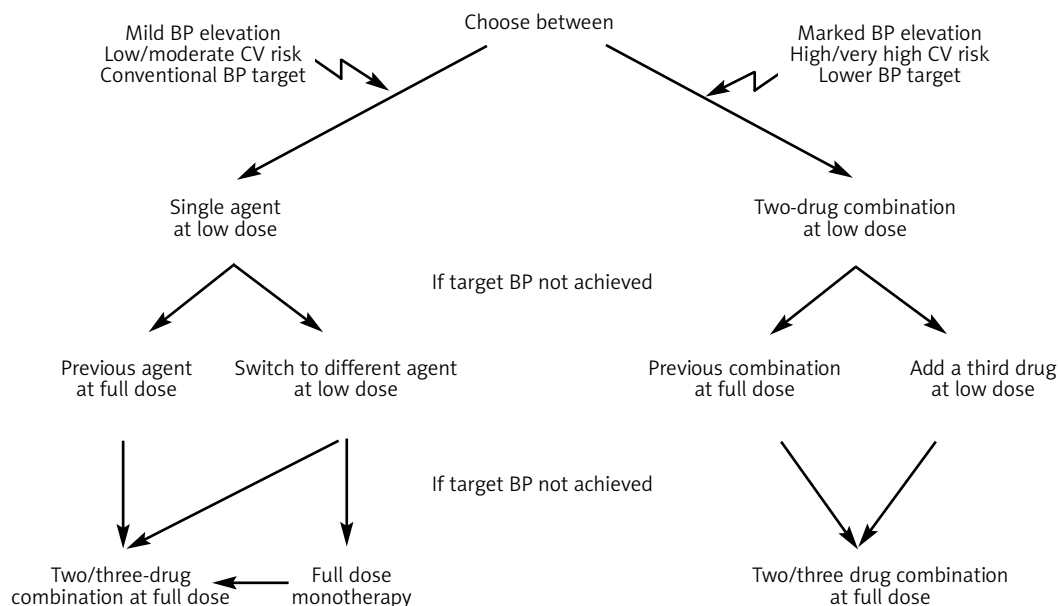 Choose between
Mild BP elevation
Low/moderate CV risk
Conventional BP target
Marked BP elevation
High/very high CV risk
Lower BP target
Single agent
at low dose
Two-drug combination
at low dose
If target BP not achieved
Previous agent
at full dose
Switch to different agent
at low dose
Previous combination
at full dose
Add a third drug
at low dose
If target BP not achieved
Two/three-drug
combination at full dose
Full dose
monotherapy
Two/three drug combination
at full dose